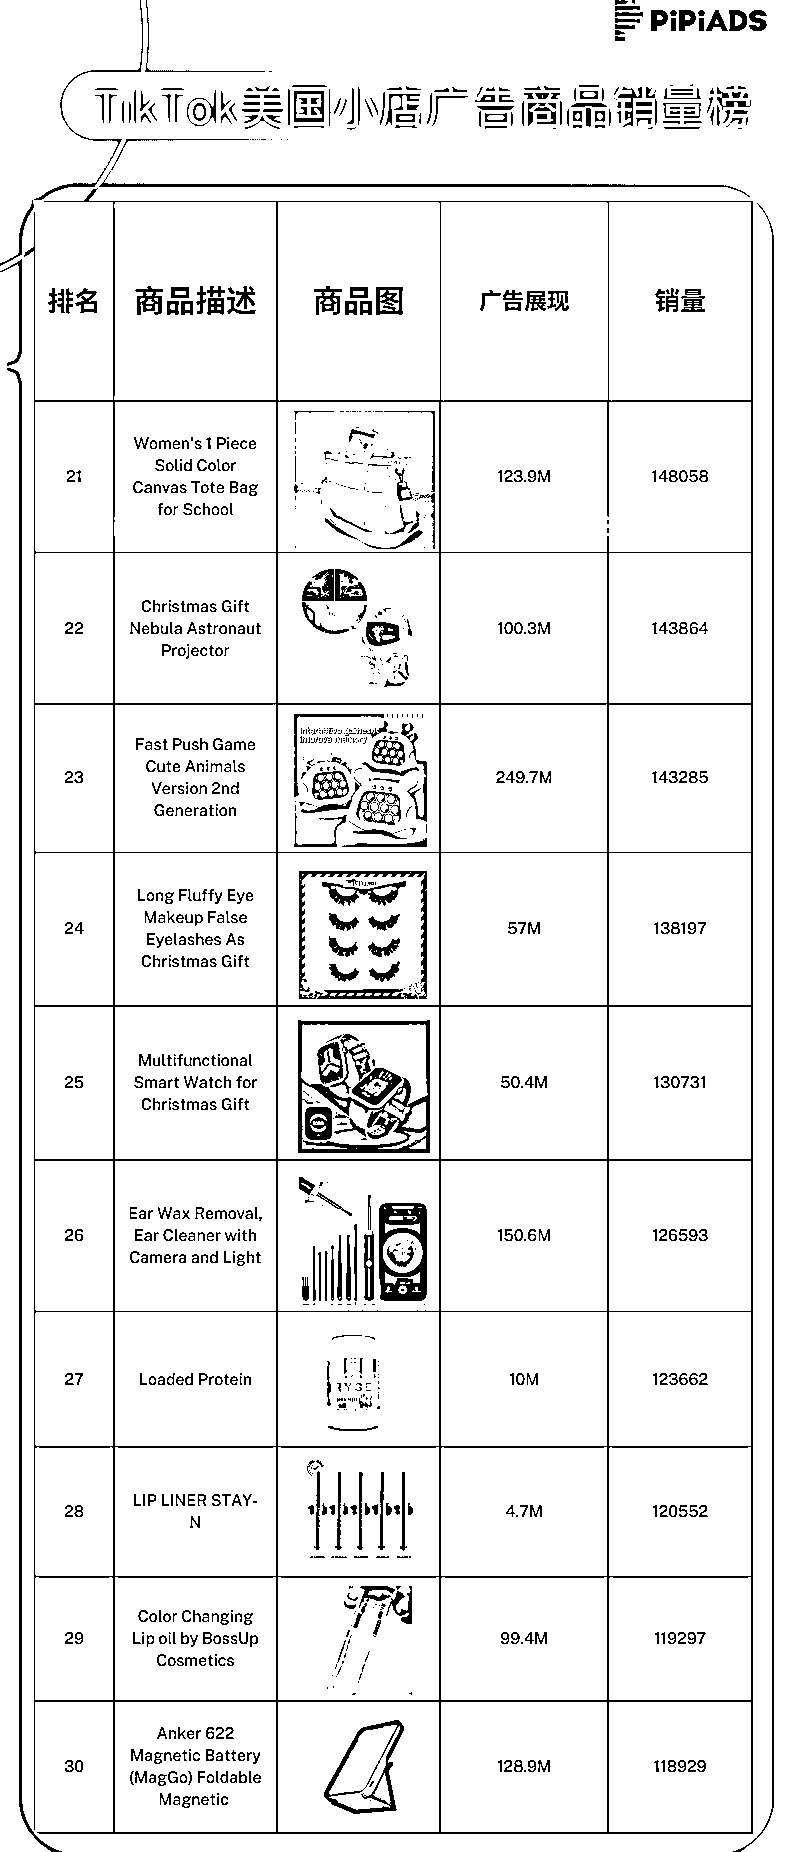 PiPiADS
TikTok美国小店广告商品销量榜
排名
商品描述
商品图
广告展现
销量
21
Women's 1 Piece
Solid Color
Canvas Tote Bag
for School
123.9M
148058
22
Christmas Gift
Nebula Astronaut
Projector
100.3M
143864
23
Fast Push Game
Cute Animals
Version 2nd
Generation
improve memory
249.7M
143285
24
Long Fluffy Eye
Makeup False
Eyelashes As
Christmas Gift
57M
138197
25
Multifunctional
Smart Watch for
Christmas Gift
50.4M
130731
26
Ear Wax Removal,
Ear Cleaner with
Camera and Light
150.6M
126593
27
Loaded Protein
RYSE
10M
123662
28
LIP LINER STAY-
N
4.7M
120552
29
Color Changing
Lip oil by BossUp
Cosmetics
99.4M
119297
30
Anker 622
Magnetic Battery
(MagGo) Foldable
Magnetic
128.9M
118929